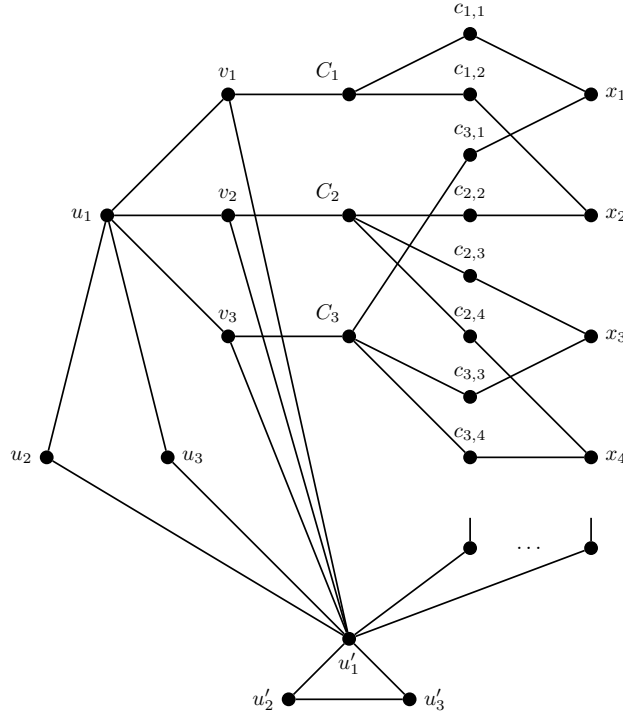 c₁,₁
v₁ C₁ c₁,₂ x₁
c₃,₁
u₁ v₂ C₂ c₂,₂ x₂
c₂,₃
v₃ C₃ c₂,₄ x₃
c₃,₃
u₂ u₃ c₃,₄ x₄
...
u′₁
u′₂ u′₃